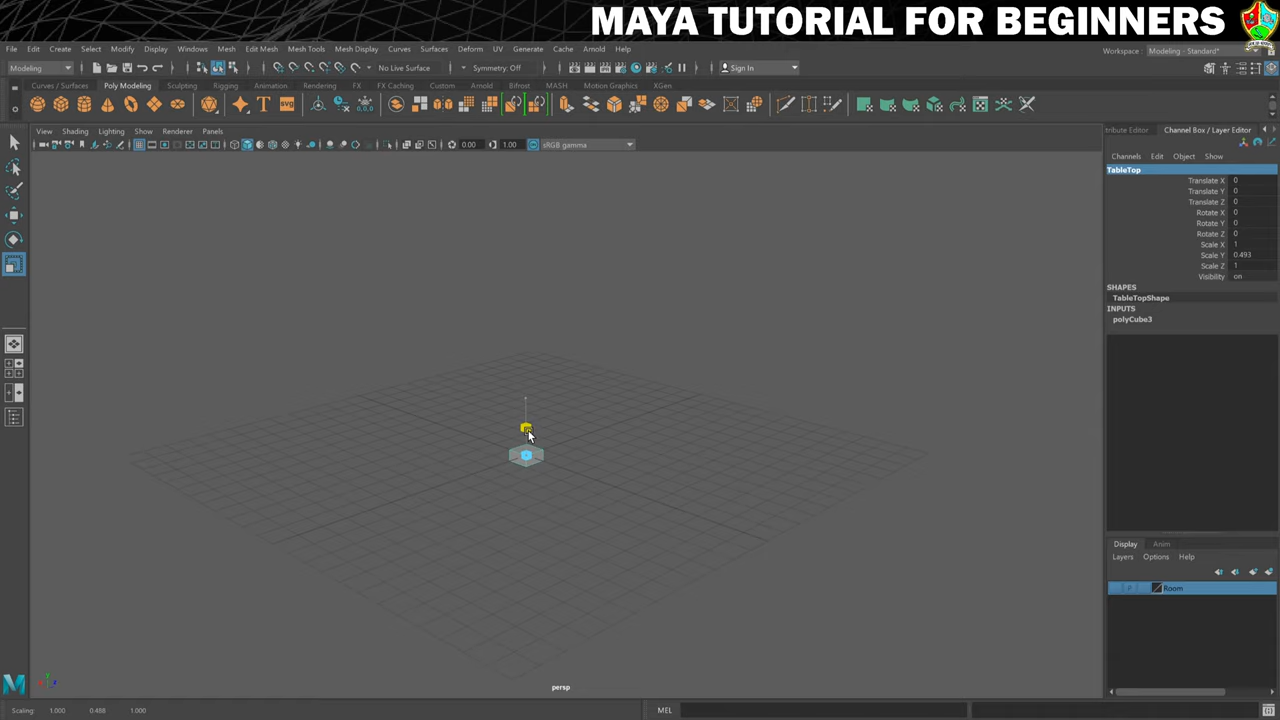 MAYA TUTORIAL FOR BEGINNERS
File Edit Create Select Modify Display Windows Mesh Edit Mesh Mesh Tools Mesh Display Curves Surfaces Deform UV Generate Cache Arnold Help
Workspace : Modeling - Standard*
Modeling No Live Surface Symmetry: Off Sign In
Curves / Surfaces Poly Modeling Sculpting Rigging Animation Rendering FX FX Caching Custom Arnold Bifrost MASH Motion Graphics XGen
View Shading Lighting Show Renderer Panels
tribute Editor Channel Box / Layer Editor
0.00 1.00 sRGB gamma
Channels Edit Object Show
TableTop
Translate X 0
Translate Y 0
Translate Z 0
Rotate X 0
Rotate Y 0
Rotate Z 0
Scale X 1
Scale Y 0.493
Scale Z 1
Visibility on
SHAPES
TableTopShape
INPUTS
polyCube3
Display Anim
Layers Options Help
P Room
persp
Scaling: 1.000 0.488 1.000 MEL